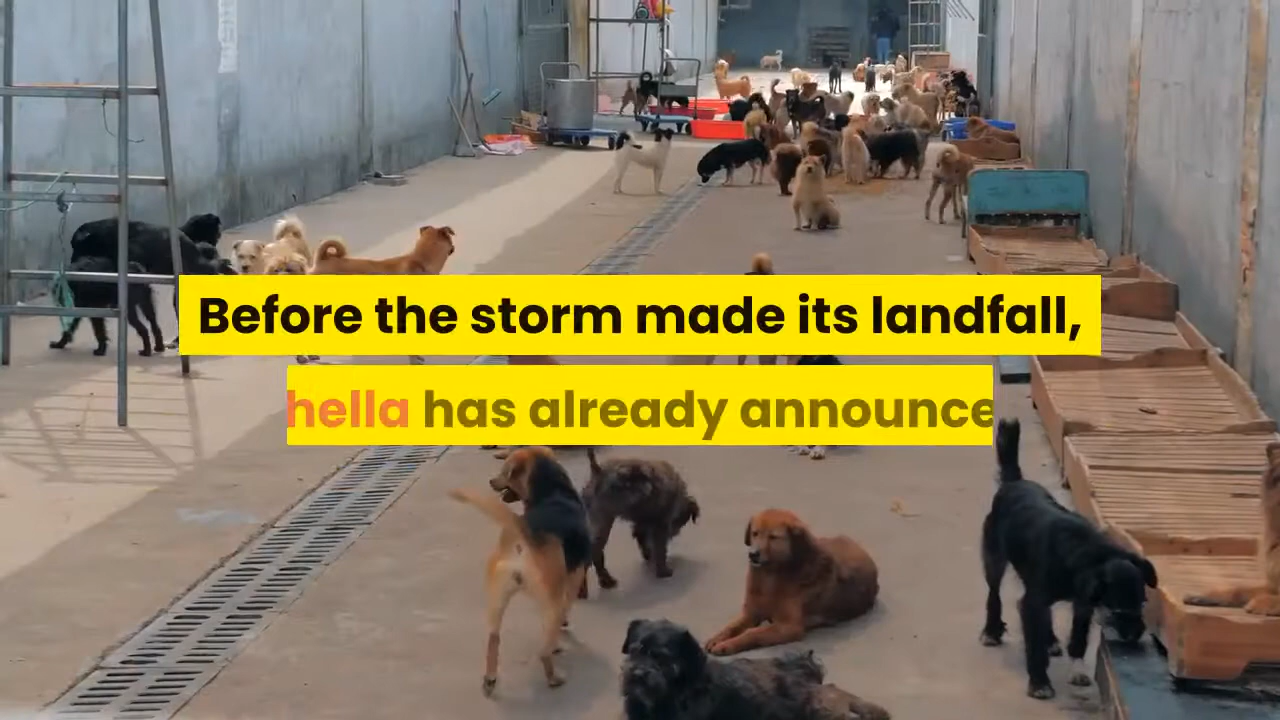 Before the storm made its landfall,
hella has already announce